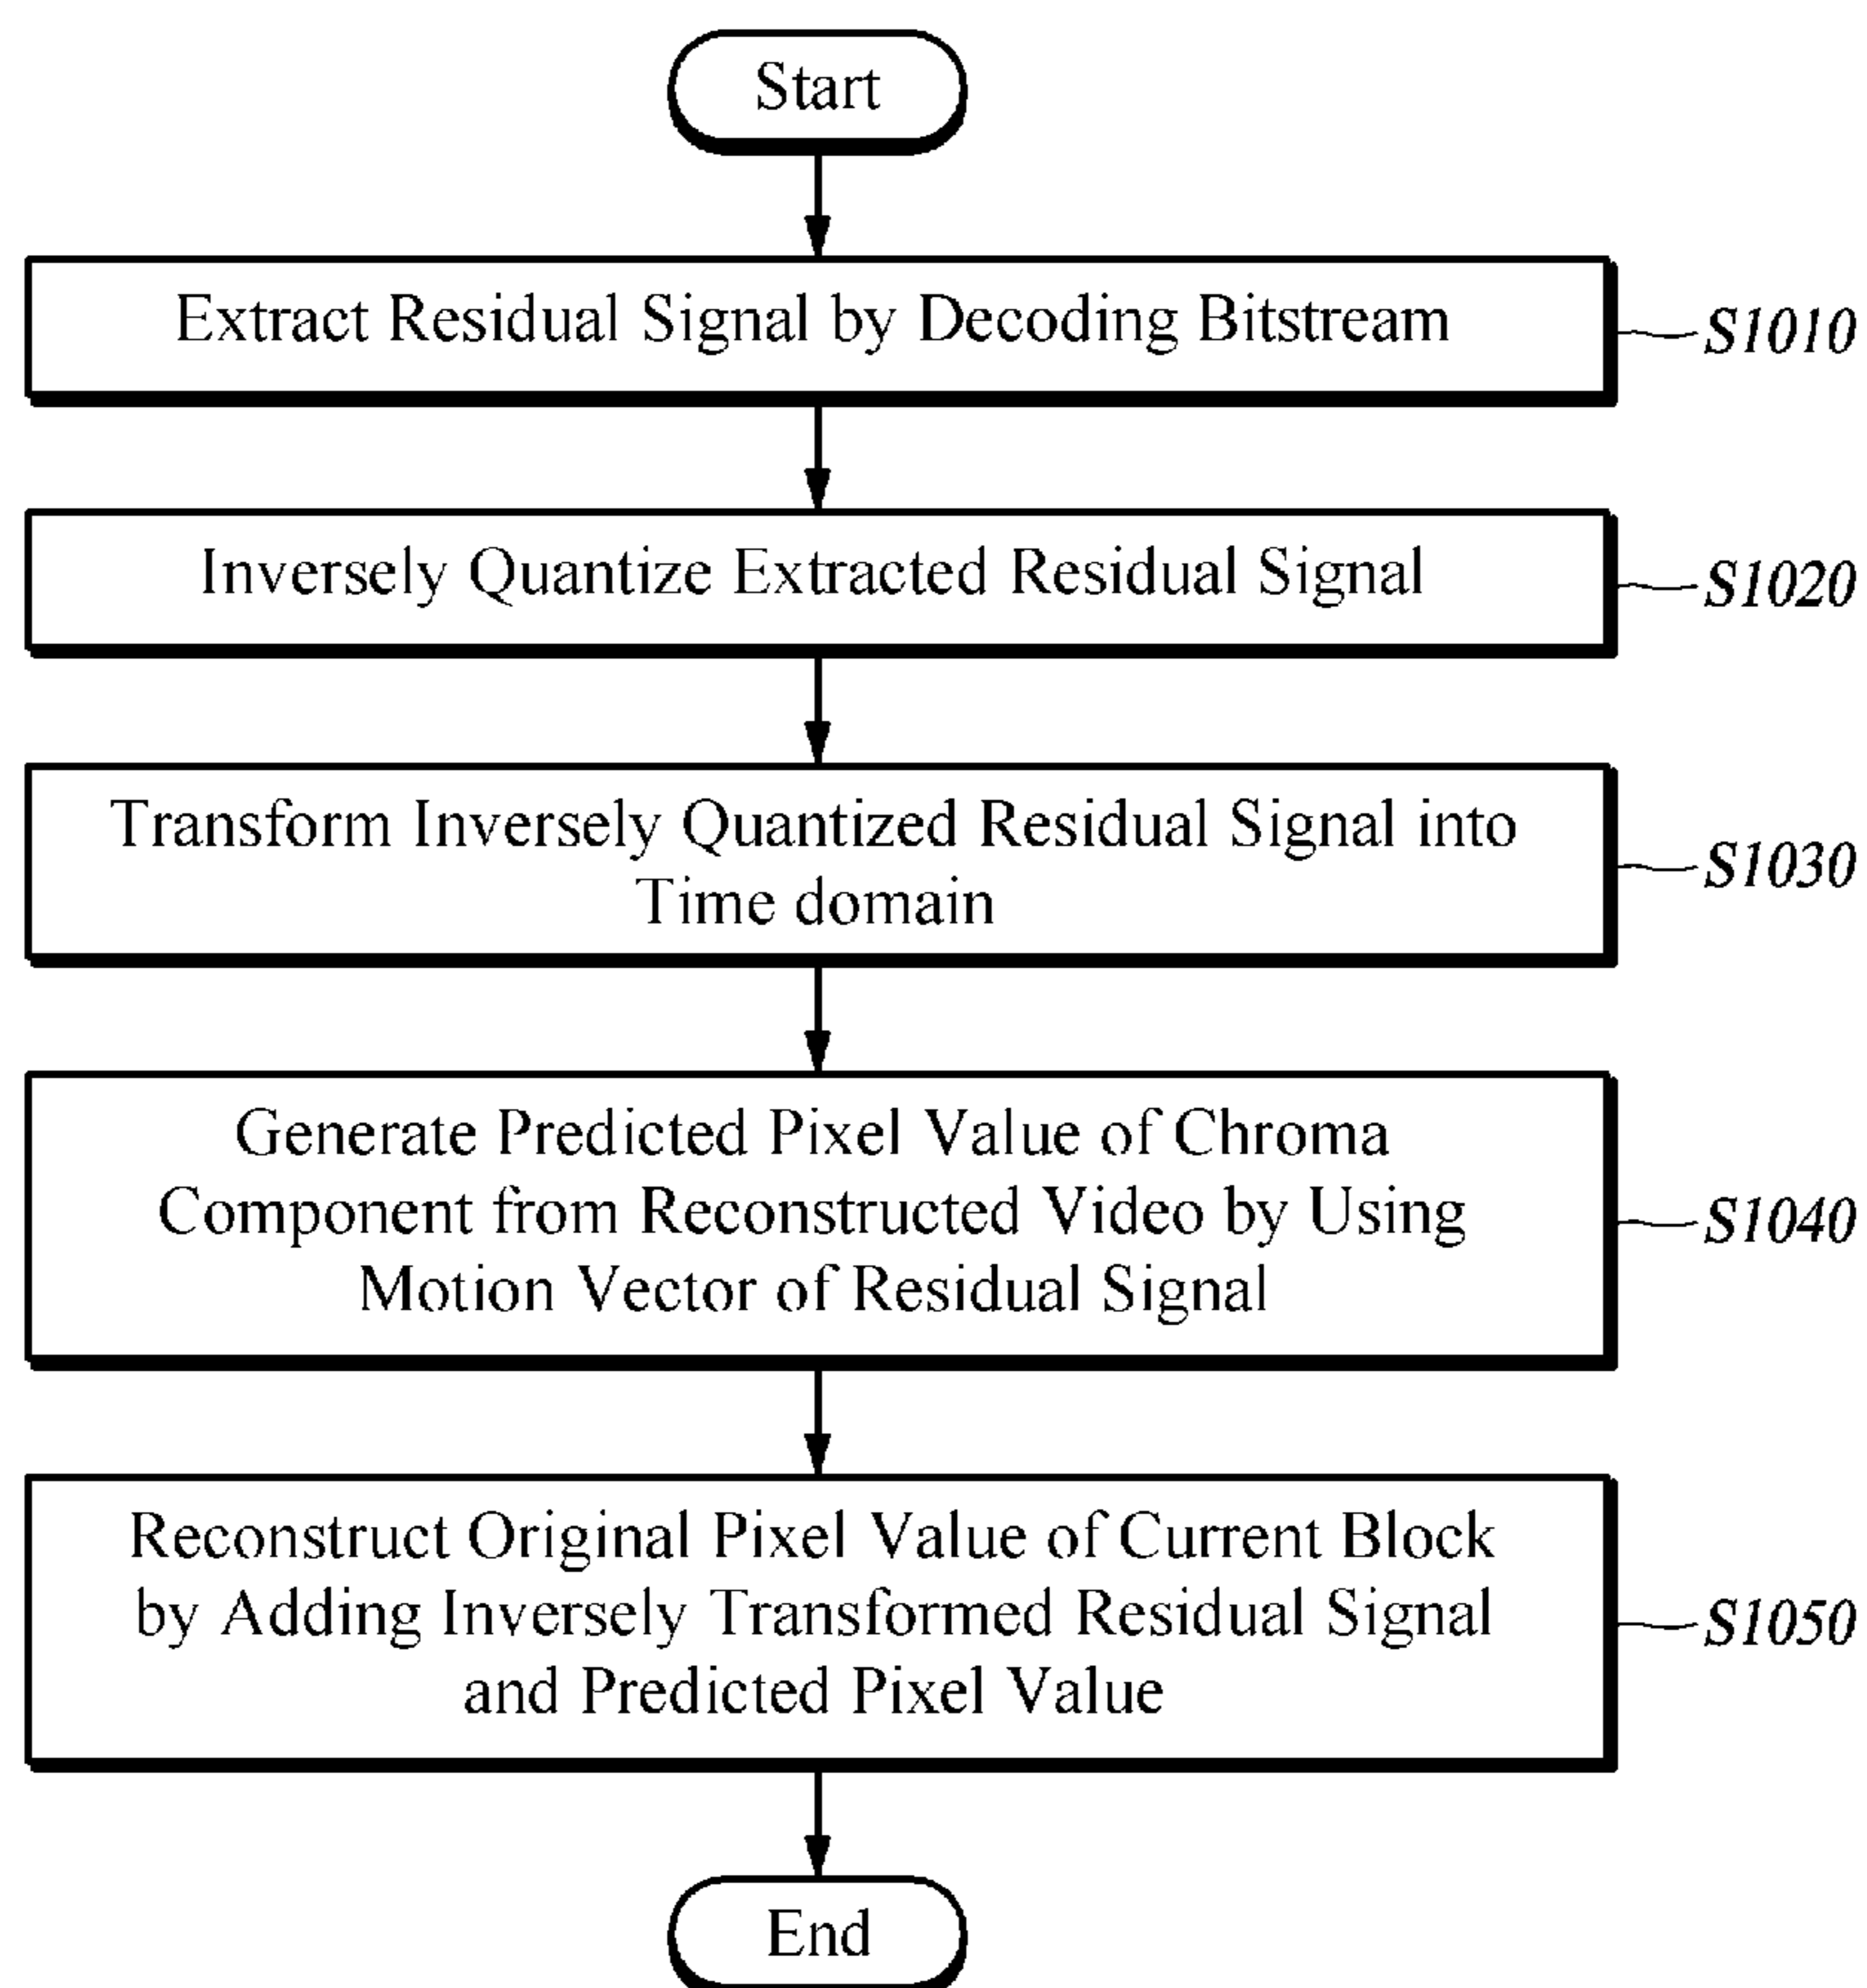 Start
Extract Residual Signal by Decoding Bitstream
S1010
Inversely Quantize Extracted Residual Signal
S1020
Transform Inversely Quantized Residual Signal into
Time domain
S1030
Generate Predicted Pixel Value of Chroma
Component from Reconstructed Video by Using
Motion Vector of Residual Signal
S1040
Reconstruct Original Pixel Value of Current Block
by Adding Inversely Transformed Residual Signal
and Predicted Pixel Value
S1050
End